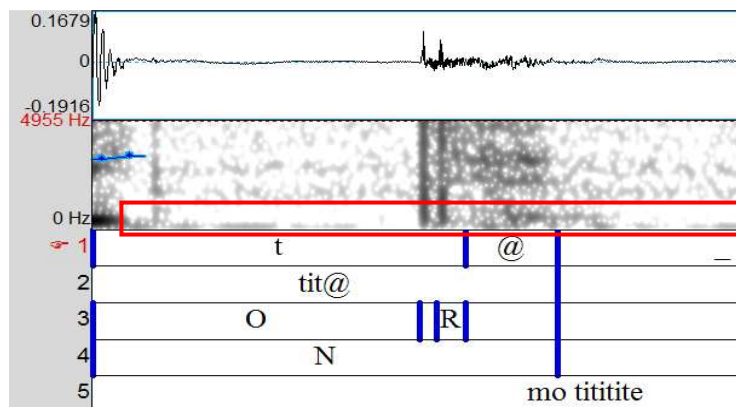 0.1679
0
-0.1916
4955 Hz
0 Hz
☞ 1 t @ _
2 tit@
3 O R
4 N
5 mo tititite